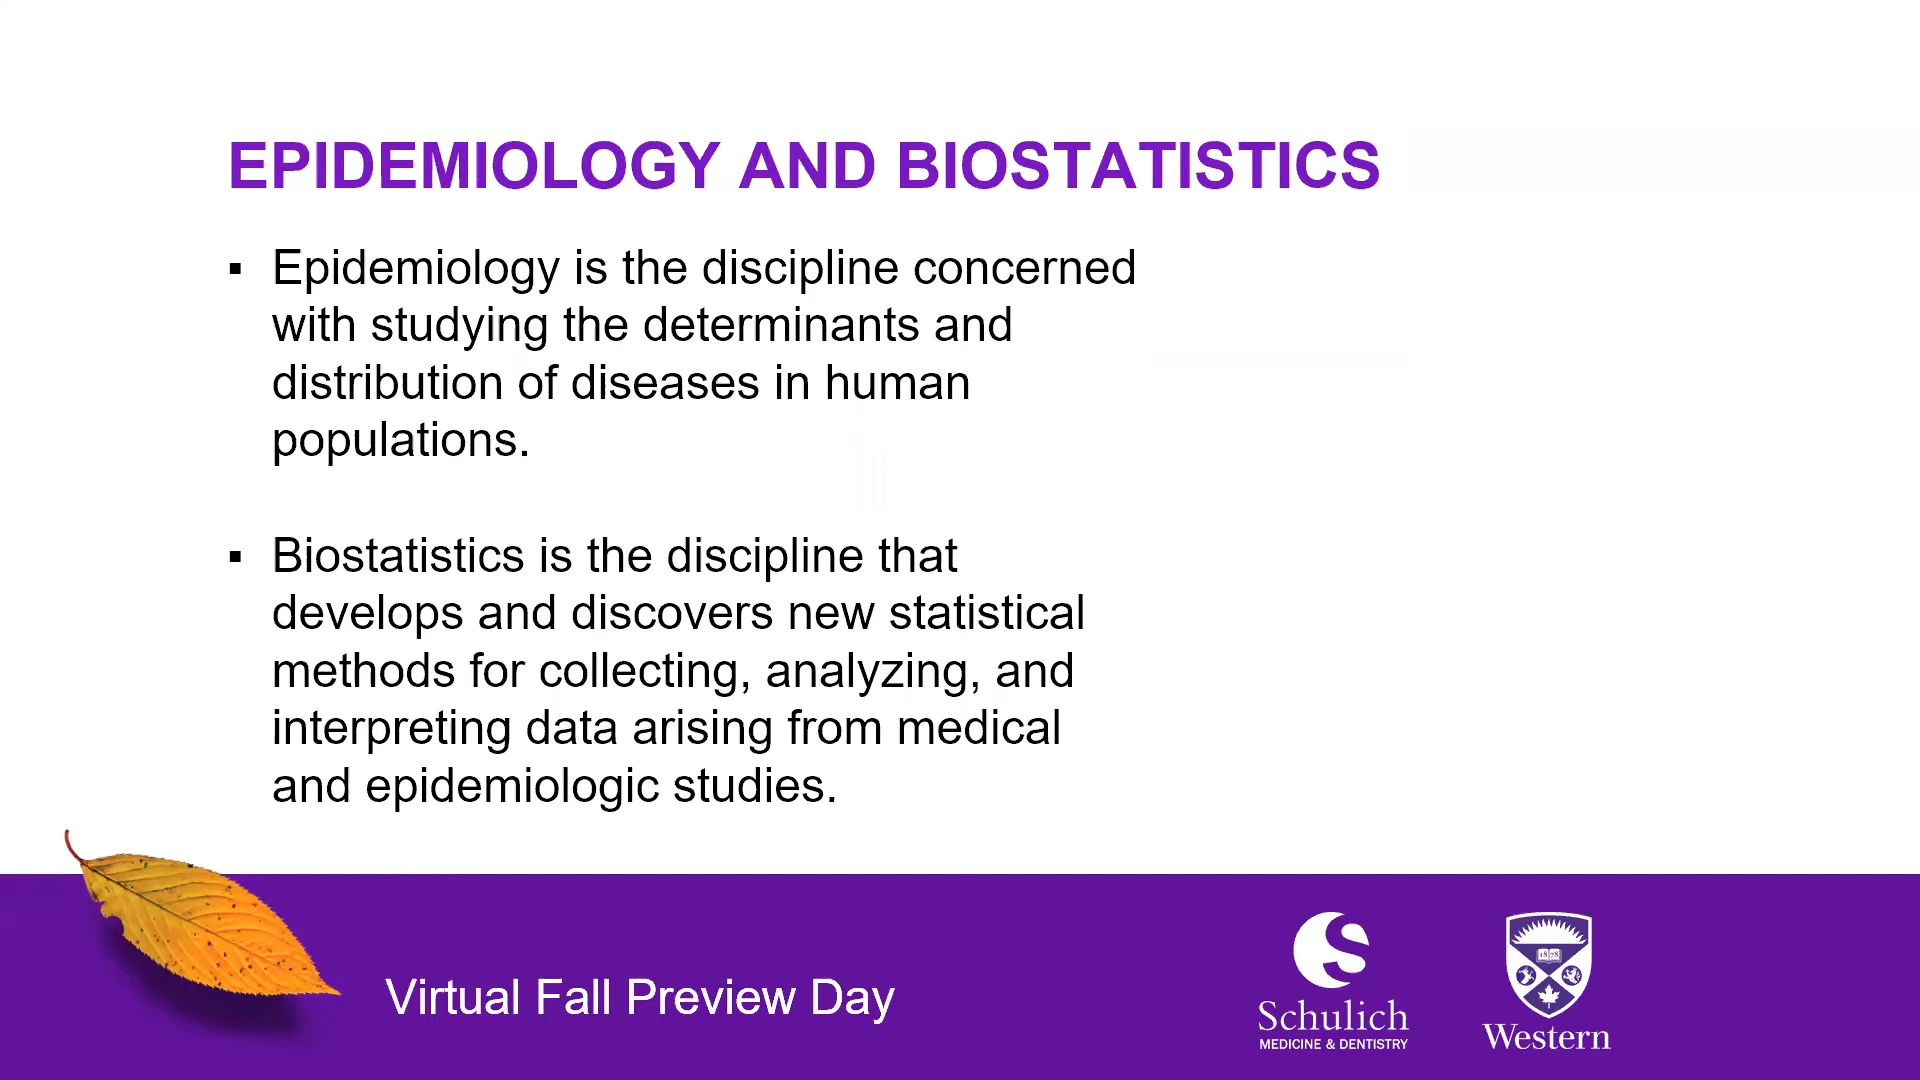 EPIDEMIOLOGY AND BIOSTATISTICS
▪ Epidemiology is the discipline concerned
with studying the determinants and
distribution of diseases in human
populations.
▪ Biostatistics is the discipline that
develops and discovers new statistical
methods for collecting, analyzing, and
interpreting data arising from medical
and epidemiologic studies.
Virtual Fall Preview Day
Schulich
MEDICINE & DENTISTRY
1878
Western